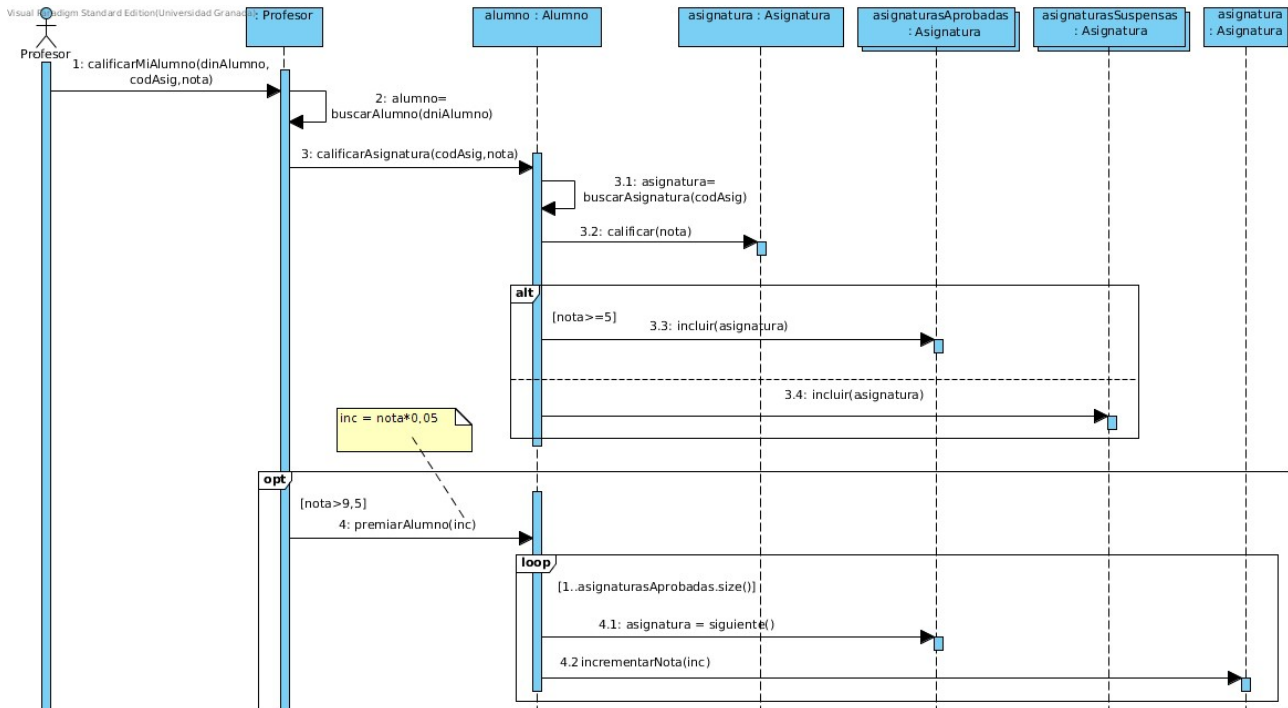 Visual Paradigm Standard Edition(Universidad Granada)
Profesor
: Profesor
alumno : Alumno
asignatura : Asignatura
asignaturasAprobadas
: Asignatura
asignaturasSuspensas
: Asignatura
asignatura
: Asignatura
1: calificarMiAlumno(dinAlumno,
codAsig,nota)
2: alumno=
buscarAlumno(dniAlumno)
3: calificarAsignatura(codAsig,nota)
3.1: asignatura=
buscarAsignatura(codAsig)
3.2: calificar(nota)
alt
[nota>=5]
3.3: incluir(asignatura)
3.4: incluir(asignatura)
inc = nota*0,05
opt
[nota>9,5]
4: premiarAlumno(inc)
loop
[1..asignaturasAprobadas.size()]
4.1: asignatura = siguiente()
4.2 incrementarNota(inc)